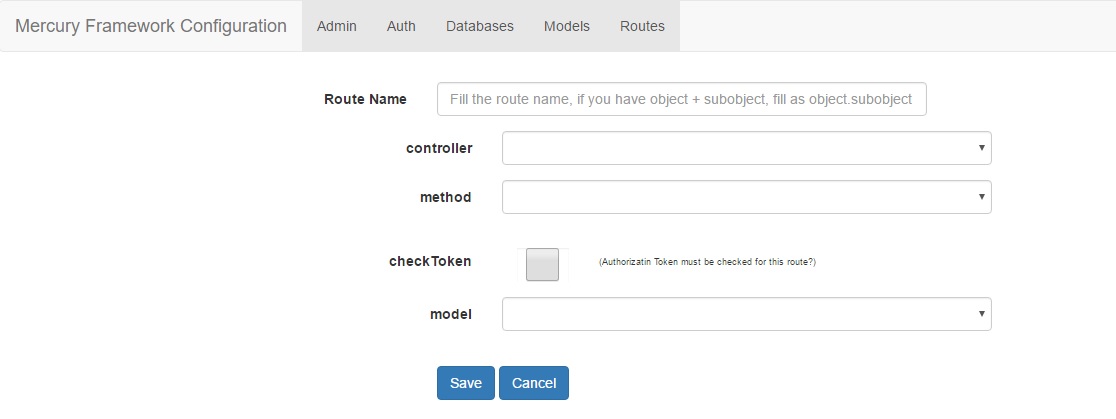 Mercury Framework Configuration Admin Auth Databases Models Routes
Route Name Fill the route name, if you have object + subobject, fill as object.subobject
controller
method
checkToken (Authorizatin Token must be checked for this route?)
model
Save Cancel